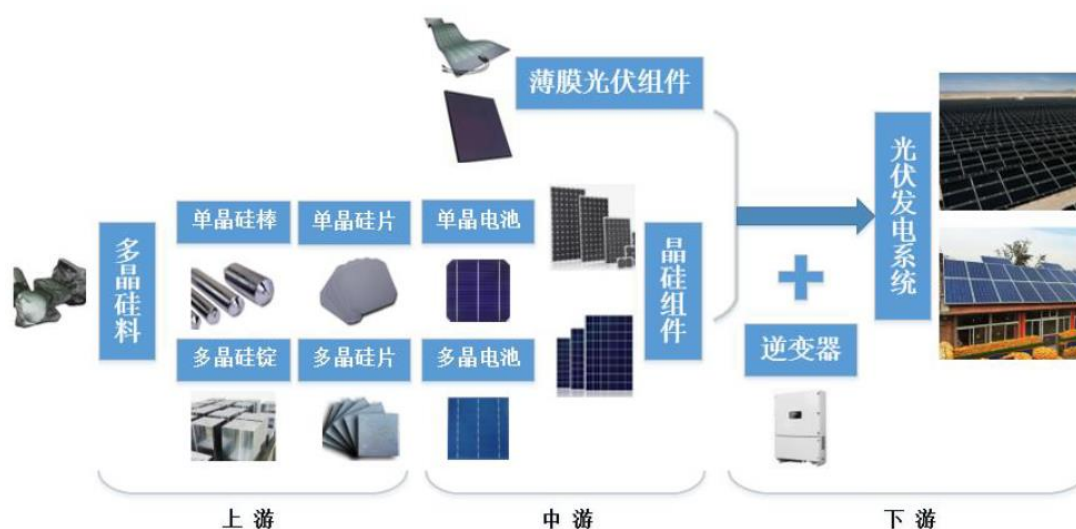 薄膜光伏组件
光伏发电系统
单晶硅棒
单晶硅片
单晶电池
多晶硅料
晶硅组件
多晶硅锭
多晶硅片
多晶电池
逆变器
上 游
中 游
下 游